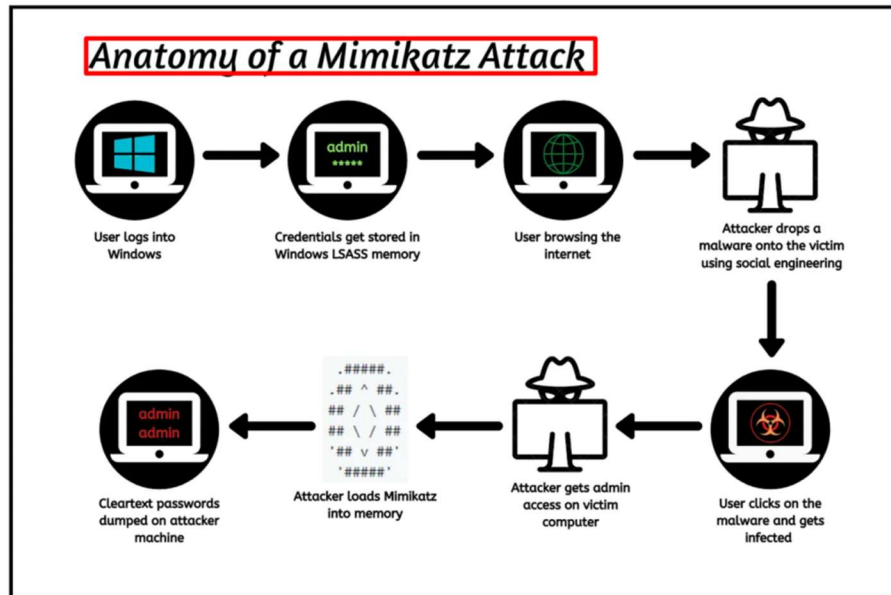 Anatomy of a Mimikatz Attack
admin
*****
User logs into
Windows
Credentials get stored in
Windows LSASS memory
User browsing the
internet
Attacker drops a
malware onto the victim
using social engineering
.#####.
.## ^ ##.
## / \ ##
## \ / ##
'## v ##'
'#####'
admin
admin
Cleartext passwords
dumped on attacker
machine
Attacker loads Mimikatz
into memory
Attacker gets admin
access on victim
computer
User clicks on the
malware and gets
infected